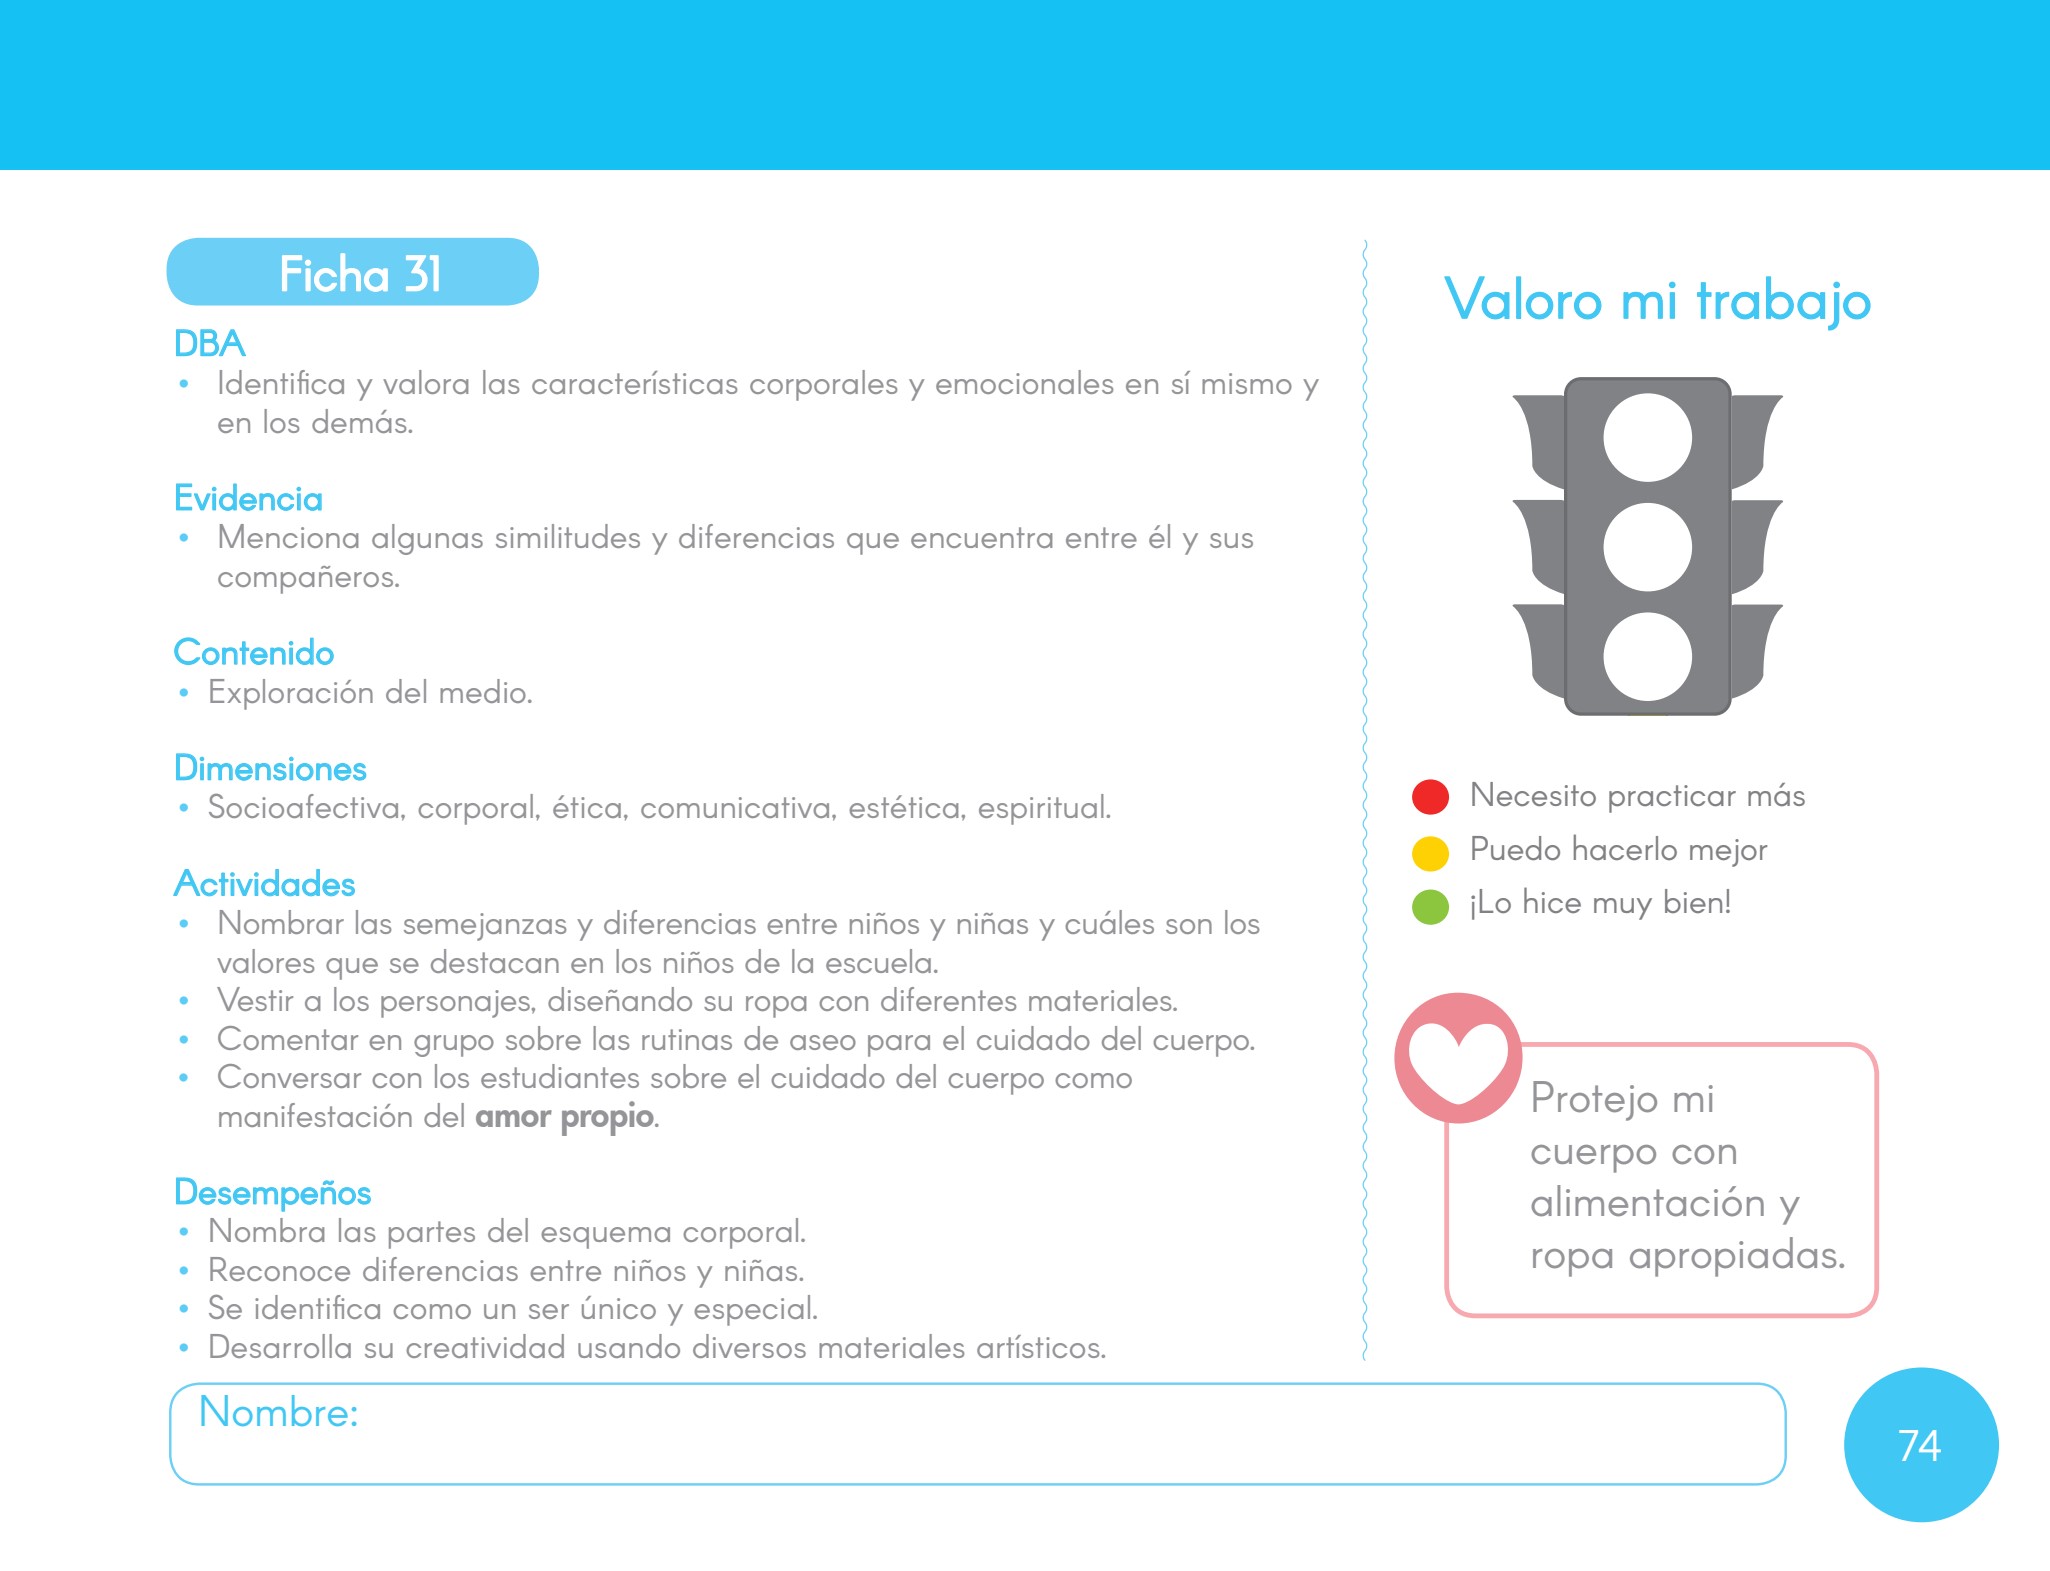 Ficha 31
DBA
• Identifica y valora las características corporales y emocionales en sí mismo y
en los demás.
Evidencia
• Menciona algunas similitudes y diferencias que encuentra entre él y sus
compañeros.
Contenido
• Exploración del medio.
Dimensiones
• Socioafectiva, corporal, ética, comunicativa, estética, espiritual.
Actividades
• Nombrar las semejanzas y diferencias entre niños y niñas y cuáles son los
valores que se destacan en los niños de la escuela.
• Vestir a los personajes, diseñando su ropa con diferentes materiales.
• Comentar en grupo sobre las rutinas de aseo para el cuidado del cuerpo.
• Conversar con los estudiantes sobre el cuidado del cuerpo como
manifestación del amor propio.
Desempeños
• Nombra las partes del esquema corporal.
• Reconoce diferencias entre niños y niñas.
• Se identifica como un ser único y especial.
• Desarrolla su creatividad usando diversos materiales artísticos.
Valoro mi trabajo
Necesito practicar más
Puedo hacerlo mejor
¡Lo hice muy bien!
Protejo mi
cuerpo con
alimentación y
ropa apropiadas.
Nombre:
74